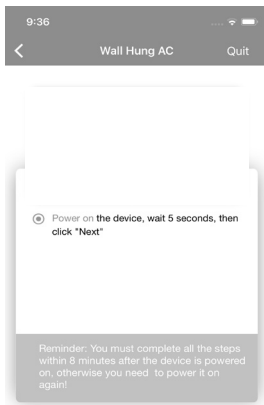 9:36
Wall Hung AC
Quit
Power on the device, wait 5 seconds, then
click "Next"
Reminder: You must complete all the steps
within 8 minutes after the device is powered
on, otherwise you need to power it on
again!